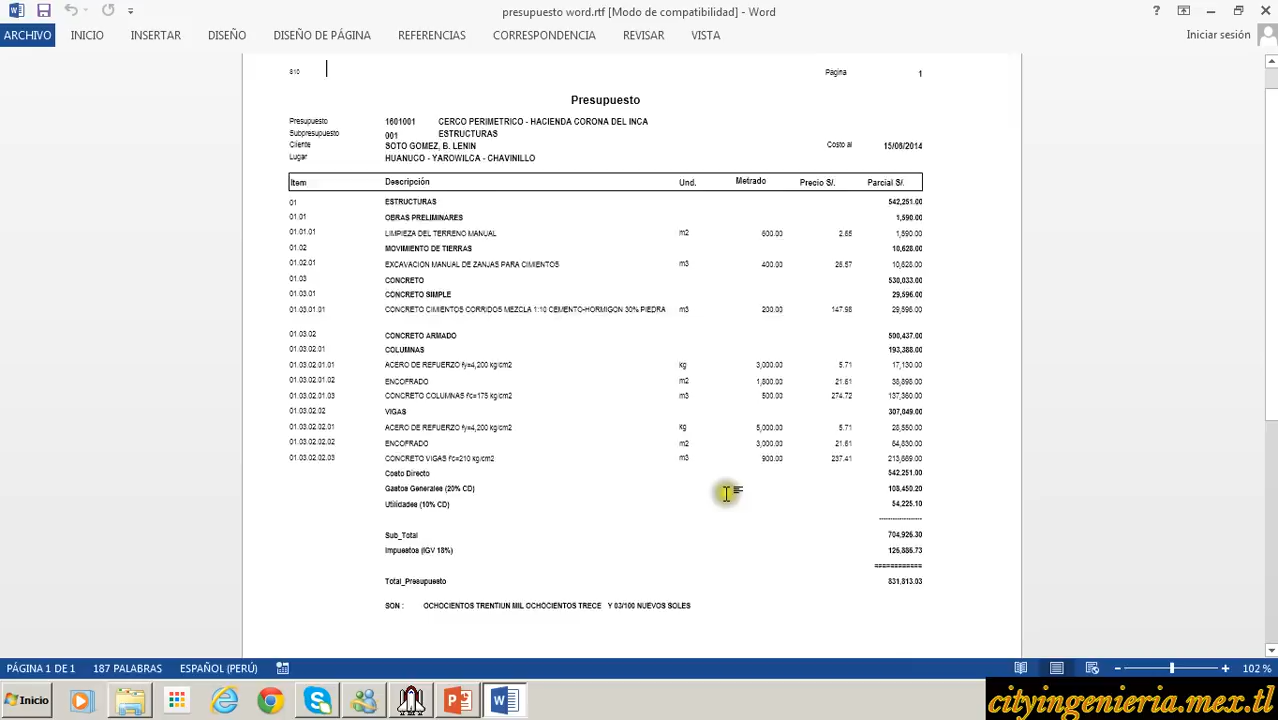 presupuesto word.rtf [Modo de compatibilidad] - Word
ARCHIVO INICIO INSERTAR DISEÑO DISEÑO DE PÁGINA REFERENCIAS CORRESPONDENCIA REVISAR VISTA Iniciar sesión
S10 Página 1
Presupuesto
Presupuesto 1601001 CERCO PERIMETRICO - HACIENDA CORONA DEL INCA
Subpresupuesto 001 ESTRUCTURAS
Cliente SOTO GOMEZ, B. LENIN Costo al 15/08/2014
Lugar HUANUCO - YAROWILCA - CHAVINILLO
Item Descripción Und. Metrado Precio S/. Parcial S/.
01 ESTRUCTURAS 542,251.00
01.01 OBRAS PRELIMINARES 1,590.00
01.01.01 LIMPIEZA DEL TERRENO MANUAL m2 600.00 2.65 1,590.00
01.02 MOVIMIENTO DE TIERRAS 10,628.00
01.02.01 EXCAVACION MANUAL DE ZANJAS PARA CIMIENTOS m3 400.00 26.57 10,628.00
01.03 CONCRETO 530,033.00
01.03.01 CONCRETO SIMPLE 29,596.00
01.03.01.01 CONCRETO CIMIENTOS CORRIDOS MEZCLA 1:10 CEMENTO-HORMIGON 30% PIEDRA m3 200.00 147.98 29,596.00
01.03.02 CONCRETO ARMADO 500,437.00
01.03.02.01 COLUMNAS 193,388.00
01.03.02.01.01 ACERO DE REFUERZO fy=4,200 kg/cm2 kg 3,000.00 5.71 17,130.00
01.03.02.01.02 ENCOFRADO m2 1,800.00 21.61 38,898.00
01.03.02.01.03 CONCRETO COLUMNAS f'c=175 kg/cm2 m3 500.00 274.72 137,360.00
01.03.02.02 VIGAS 307,049.00
01.03.02.02.01 ACERO DE REFUERZO fy=4,200 kg/cm2 kg 5,000.00 5.71 28,550.00
01.03.02.02.02 ENCOFRADO m2 3,000.00 21.61 64,830.00
01.03.02.02.03 CONCRETO VIGAS f'c=210 kg/cm2 m3 900.00 237.41 213,669.00
Costo Directo 542,251.00
Gastos Generales (20% CD) 108,450.20
Utilidades (10% CD) 54,225.10
-----------------
Sub_Total 704,926.30
Impuestos (IGV 18%) 126,886.73
============
Total_Presupuesto 831,813.03
SON : OCHOCIENTOS TRENTIUN MIL OCHOCIENTOS TRECE Y 03/100 NUEVOS SOLES
PÁGINA 1 DE 1 187 PALABRAS ESPAÑOL (PERÚ) 102 %
Inicio
cityingenieria.mex.tl